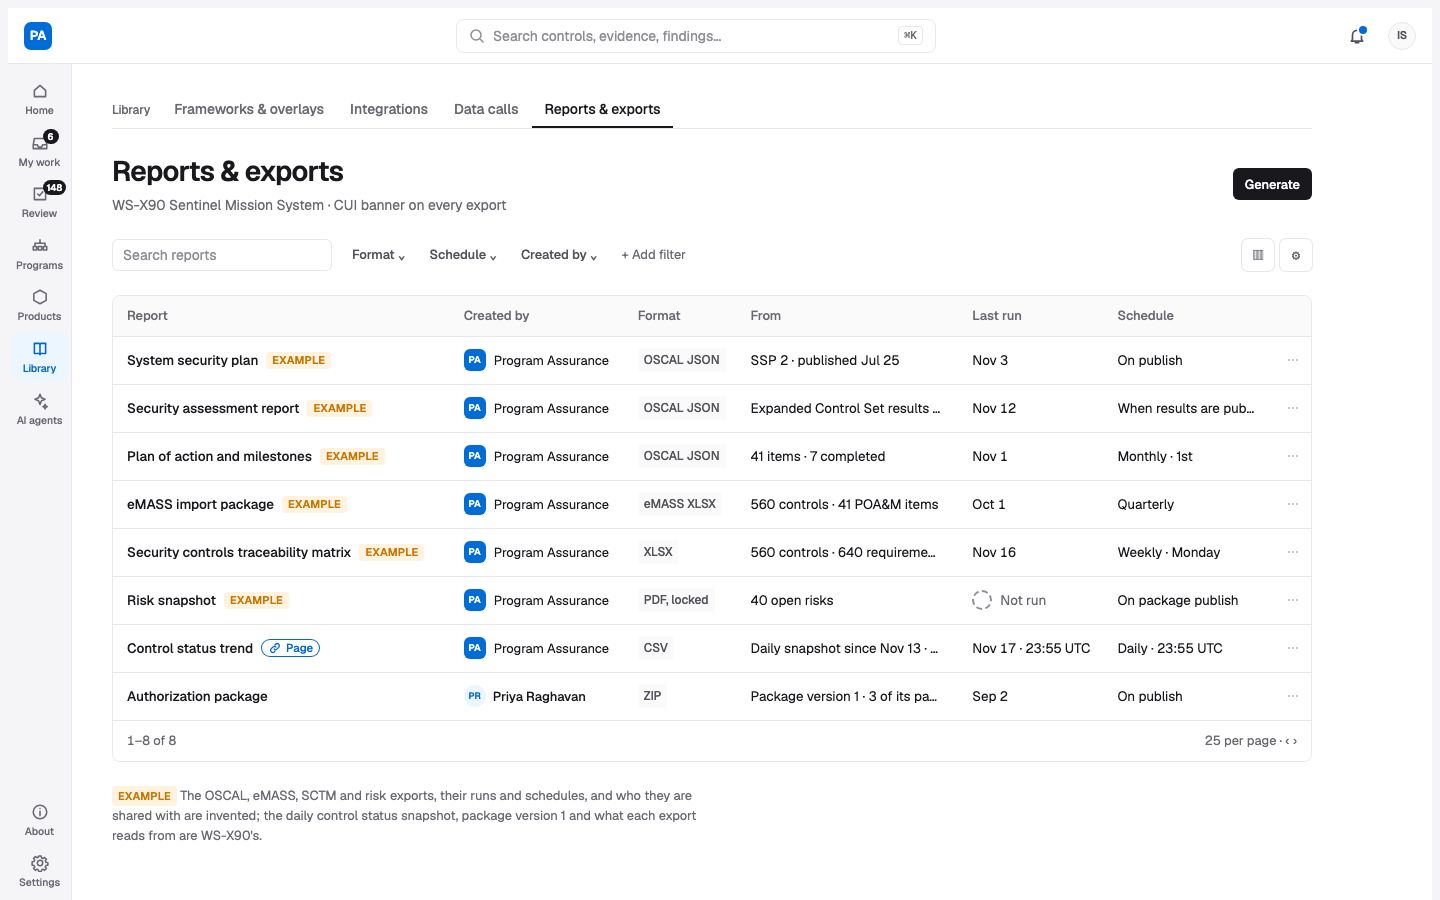 PA
Search controls, evidence, findings...
⌘K
IS
Home
6
My work
148
Review
Programs
Products
Library
AI agents
About
Settings
Library Frameworks & overlays Integrations Data calls Reports & exports
Reports & exports
WS-X90 Sentinel Mission System · CUI banner on every export
Generate
Search reports Format Schedule Created by + Add filter
Report Created by Format From Last run Schedule
System security plan EXAMPLE PA Program Assurance OSCAL JSON SSP 2 · published Jul 25 Nov 3 On publish ...
Security assessment report EXAMPLE PA Program Assurance OSCAL JSON Expanded Control Set results ... Nov 12 When results are pub... ...
Plan of action and milestones EXAMPLE PA Program Assurance OSCAL JSON 41 items · 7 completed Nov 1 Monthly · 1st ...
eMASS import package EXAMPLE PA Program Assurance eMASS XLSX 560 controls · 41 POA&M items Oct 1 Quarterly ...
Security controls traceability matrix EXAMPLE PA Program Assurance XLSX 560 controls · 640 requireme... Nov 16 Weekly · Monday ...
Risk snapshot EXAMPLE PA Program Assurance PDF, locked 40 open risks Not run On package publish ...
Control status trend Page PA Program Assurance CSV Daily snapshot since Nov 13 · ... Nov 17 · 23:55 UTC Daily · 23:55 UTC ...
Authorization package PR Priya Raghavan ZIP Package version 1 · 3 of its pa... Sep 2 On publish ...
1–8 of 8 25 per page · ‹ ›
EXAMPLE The OSCAL, eMASS, SCTM and risk exports, their runs and schedules, and who they are
shared with are invented; the daily control status snapshot, package version 1 and what each export
reads from are WS-X90's.